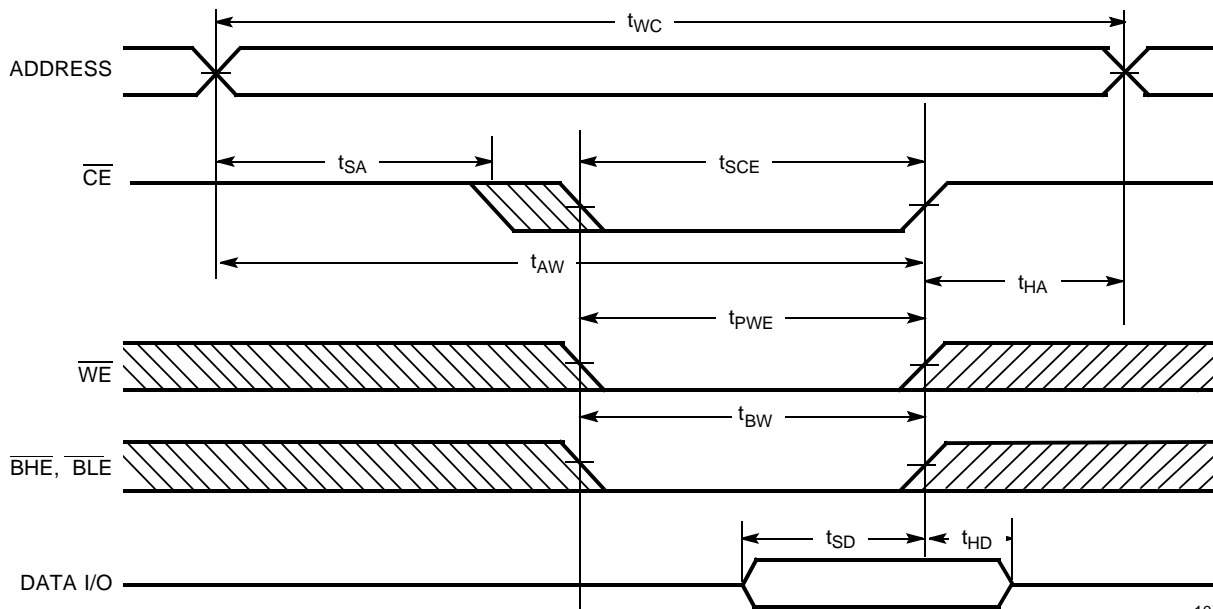 tWC
ADDRESS
tSA
tSCE
CE
tAW
tHA
tPWE
WE
tBW
BHE, BLE
tSD
tHD
DATA I/O